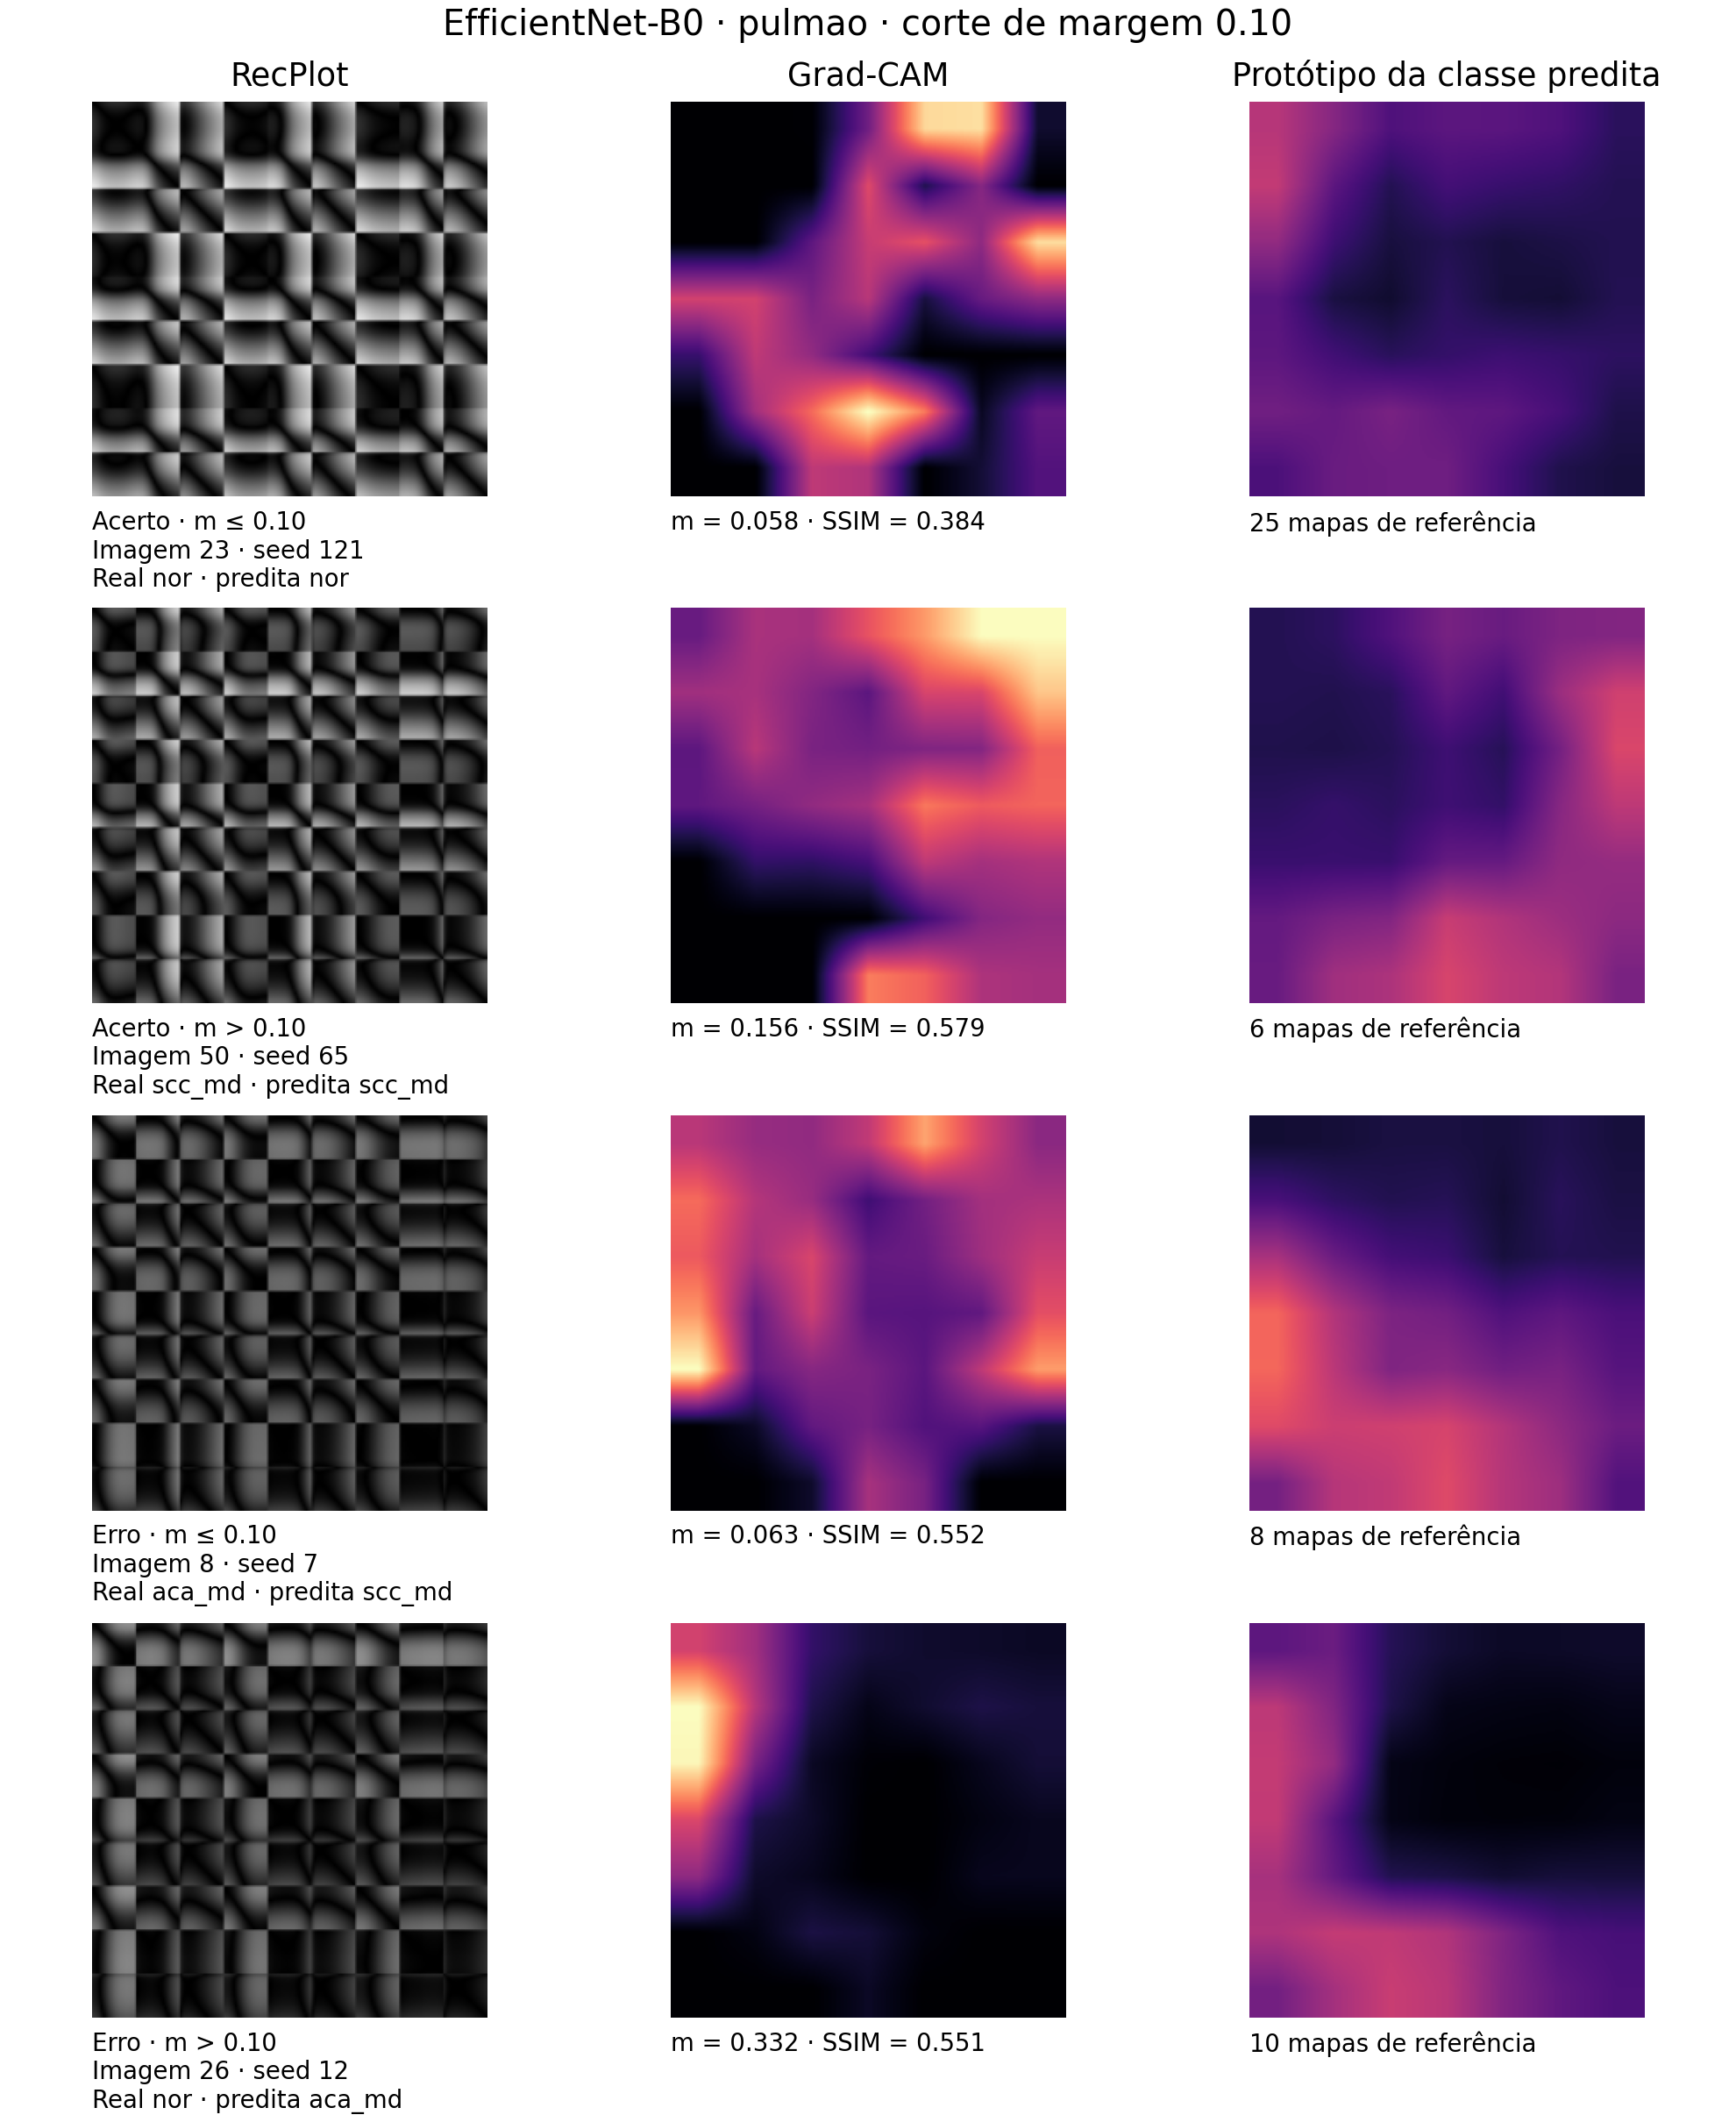 EfficientNet-B0 · pulmao · corte de margem 0.10
RecPlot
Grad-CAM
Protótipo da classe predita
Acerto · m ≤ 0.10
Imagem 23 · seed 121
Real nor · predita nor
m = 0.058 · SSIM = 0.384
25 mapas de referência
Acerto · m > 0.10
Imagem 50 · seed 65
Real scc_md · predita scc_md
m = 0.156 · SSIM = 0.579
6 mapas de referência
Erro · m ≤ 0.10
Imagem 8 · seed 7
Real aca_md · predita scc_md
m = 0.063 · SSIM = 0.552
8 mapas de referência
Erro · m > 0.10
Imagem 26 · seed 12
Real nor · predita aca_md
m = 0.332 · SSIM = 0.551
10 mapas de referência